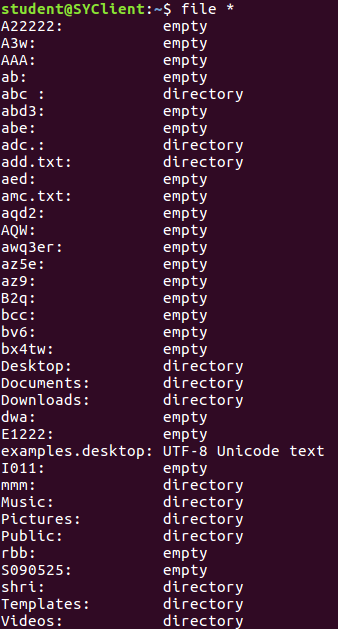 student@SYClient:~$ file *
A22222:            empty
A3w:               empty
AAA:               empty
ab:                empty
abc :              directory
abd3:              empty
abe:               empty
adc.:              directory
add.txt:           directory
aed:               empty
amc.txt:           empty
aqd2:              empty
AQW:               empty
awq3er:            empty
az5e:              empty
az9:               empty
B2q:               empty
bcc:               empty
bv6:               empty
bx4tw:             empty
Desktop:           directory
Documents:         directory
Downloads:         directory
dwa:               empty
E1222:             empty
examples.desktop: UTF-8 Unicode text
I011:              empty
mmm:               directory
Music:             directory
Pictures:          directory
Public:            directory
rbb:               empty
S090525:           empty
shri:              directory
Templates:         directory
Videos:            directory